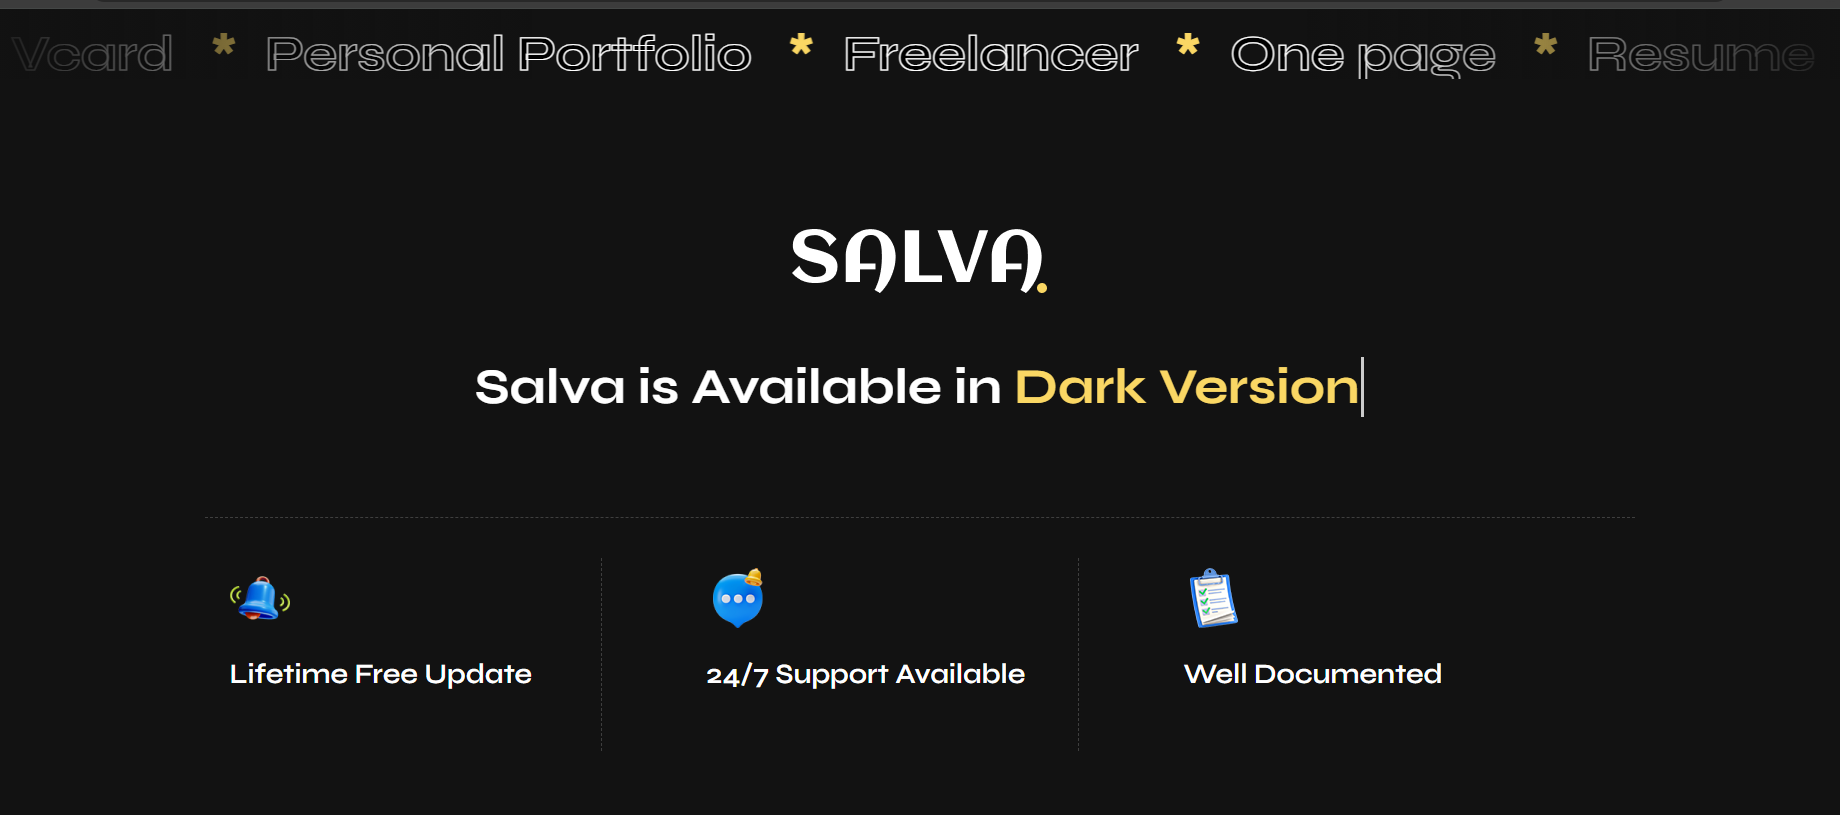 Vcard * Personal Portfolio * Freelancer * One page * Resume
SALVA.
Salva is Available in Dark Version
Lifetime Free Update
24/7 Support Available
Well Documented